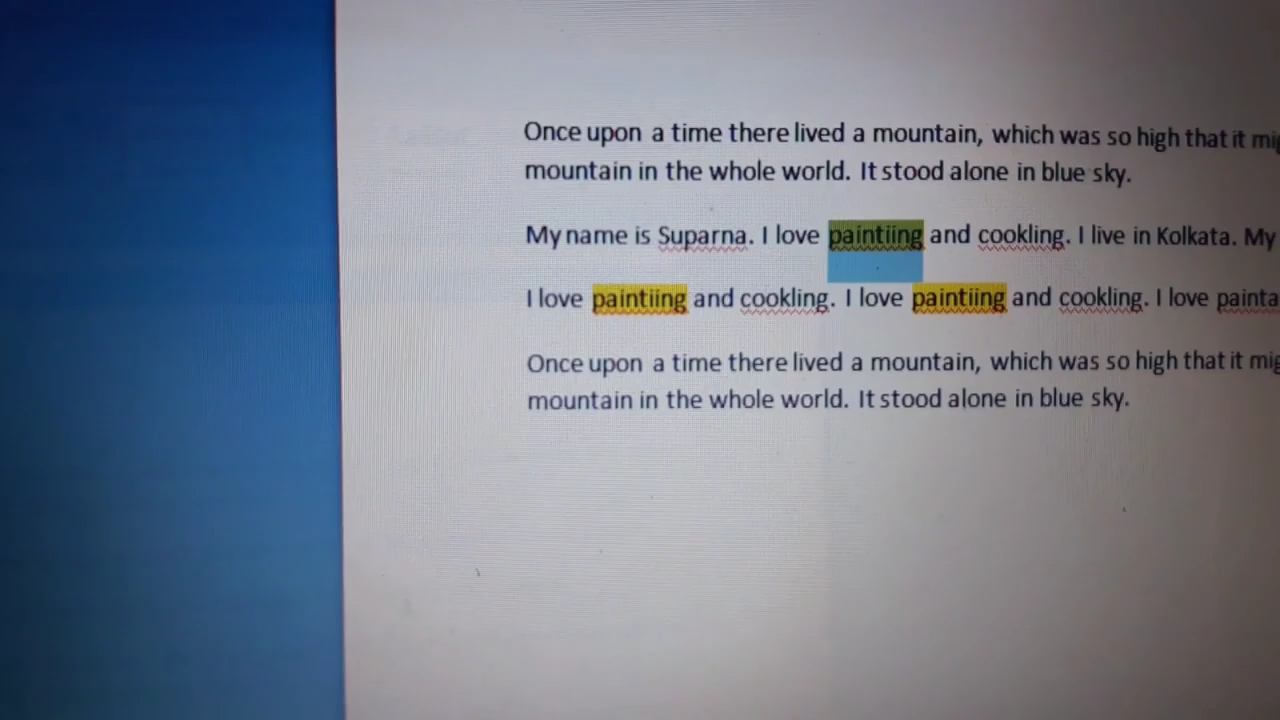 Once upon a time there lived a mountain, which was so high that it
mountain in the whole world. It stood alone in blue sky.
My name is Suparna. I love paintiing and cookling. I live in Kolkata. My
I love paintiing and cookling. I love paintiing and cookling. I love
Once upon a time there lived a mountain, which was so high that it
mountain in the whole world. It stood alone in blue sky.